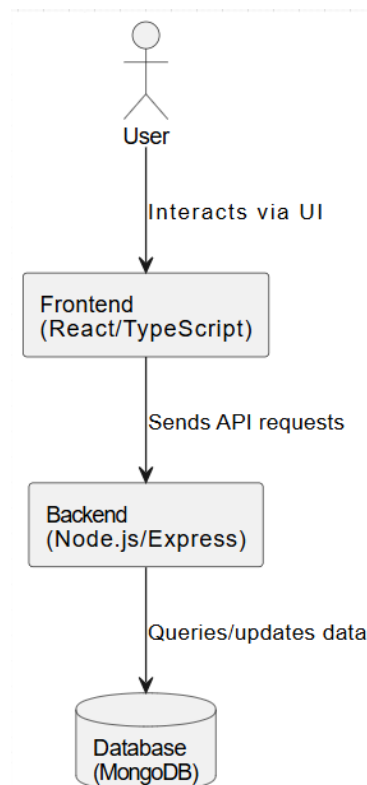 User
Interacts via UI
Frontend
(React/TypeScript)
Sends API requests
Backend
(Node.js/Express)
Queries/updates data
Database
(MongoDB)